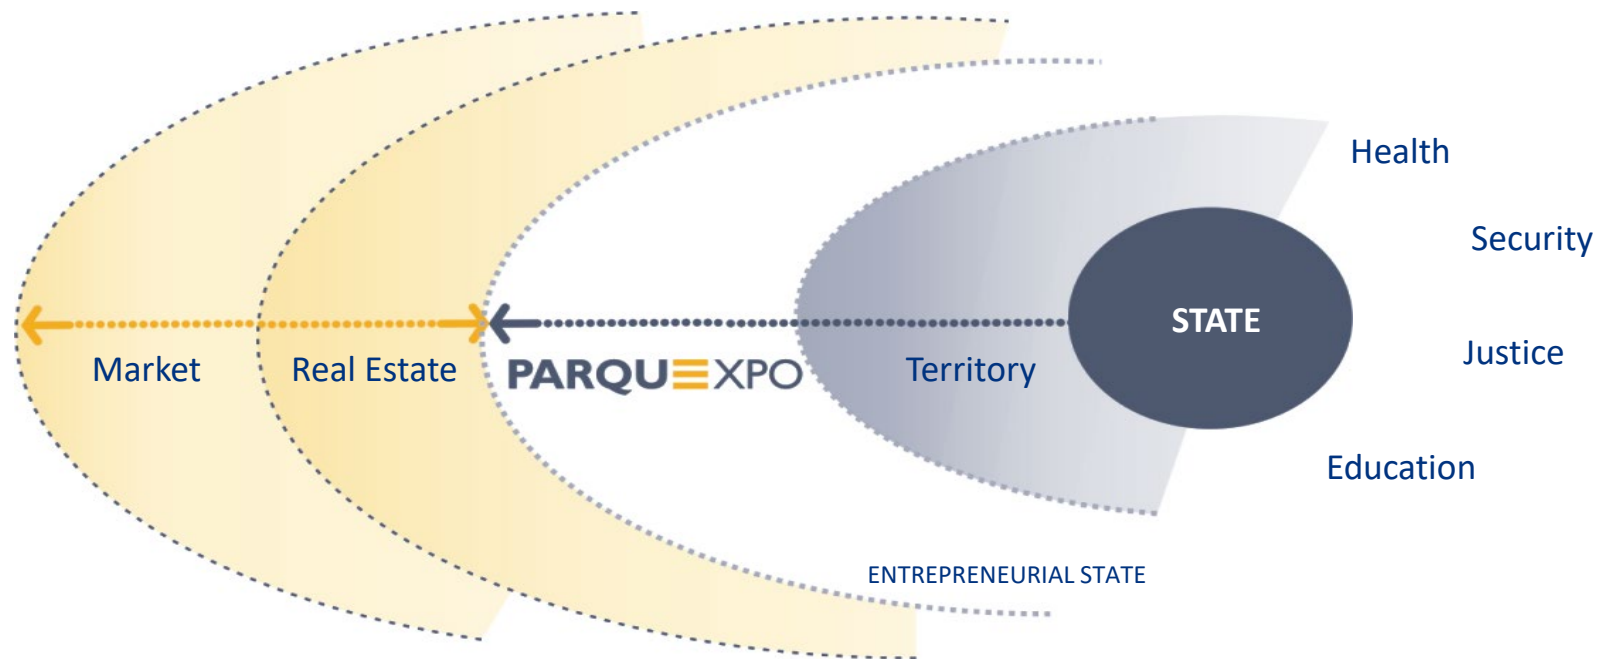 Health
Security
STATE
Justice
Market
Real Estate
PARQUEXPO
Territory
Education
ENTREPRENEURIAL STATE